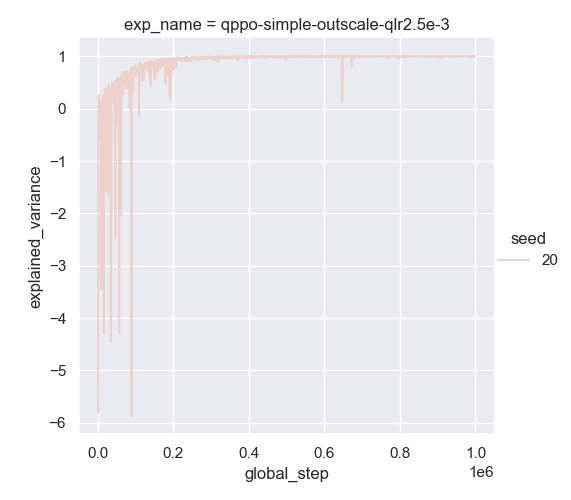 exp_name = qppo-simple-outscale-qlr2.5e-3
1
0
−1
−2
−3
−4
−5
−6
explained_variance
0.0 0.2 0.4 0.6 0.8 1.0
1e6
global_step
seed
20